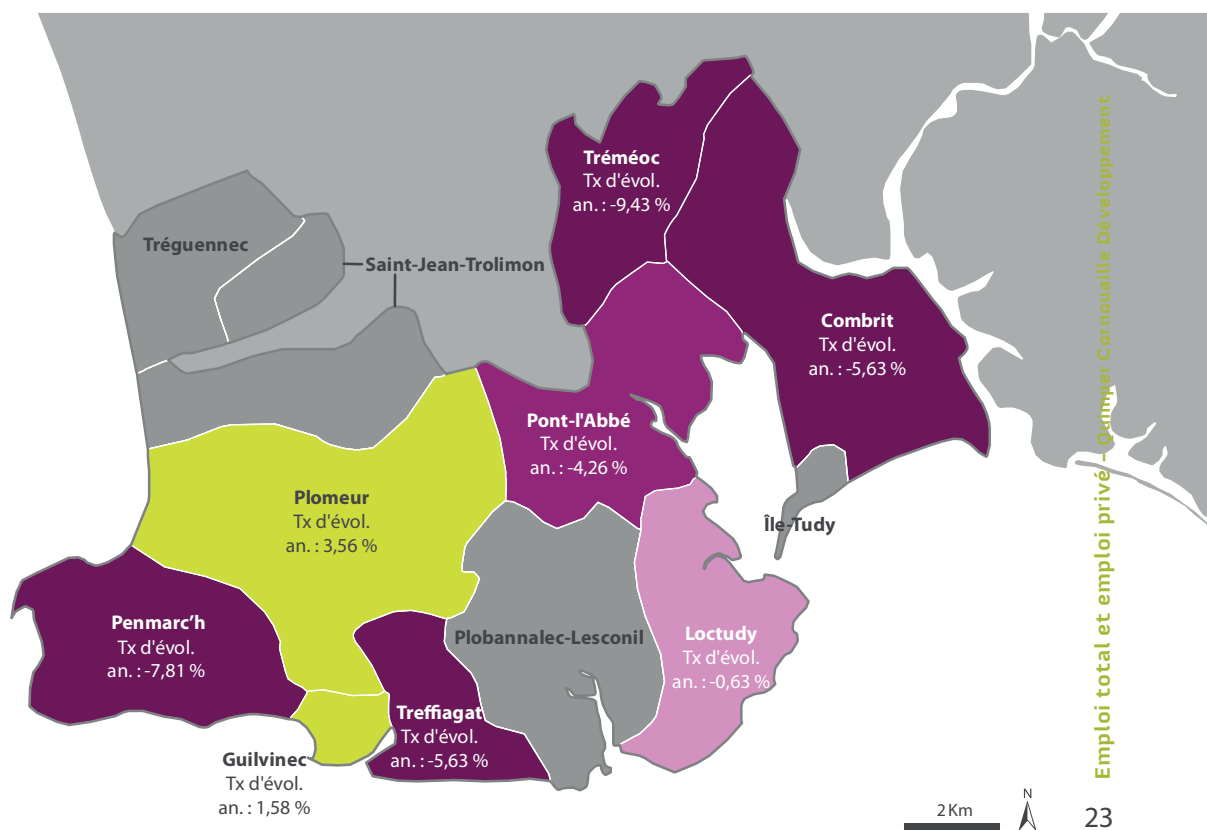 Tréméoc
Tx d'évol.
an. : -9,43 %
Tréguennec
Saint-Jean-Trolimon
Combrit
Tx d'évol.
an. : -5,63 %
Pont-l'Abbé
Tx d'évol.
an. : -4,26 %
Plomeur
Tx d'évol.
an. : 3,56 %
Île-Tudy
Penmarc’h
Tx d'évol.
an. : -7,81 %
Plobannalec-Lesconil
Loctudy
Tx d'évol.
an. : -0,63 %
Treffiagat
Tx d'évol.
an. : -5,63 %
Guilvinec
Tx d'évol.
an. : 1,58 %
Emploi total et emploi privé - Quimper Cornouaille Développement
2 Km
N
23